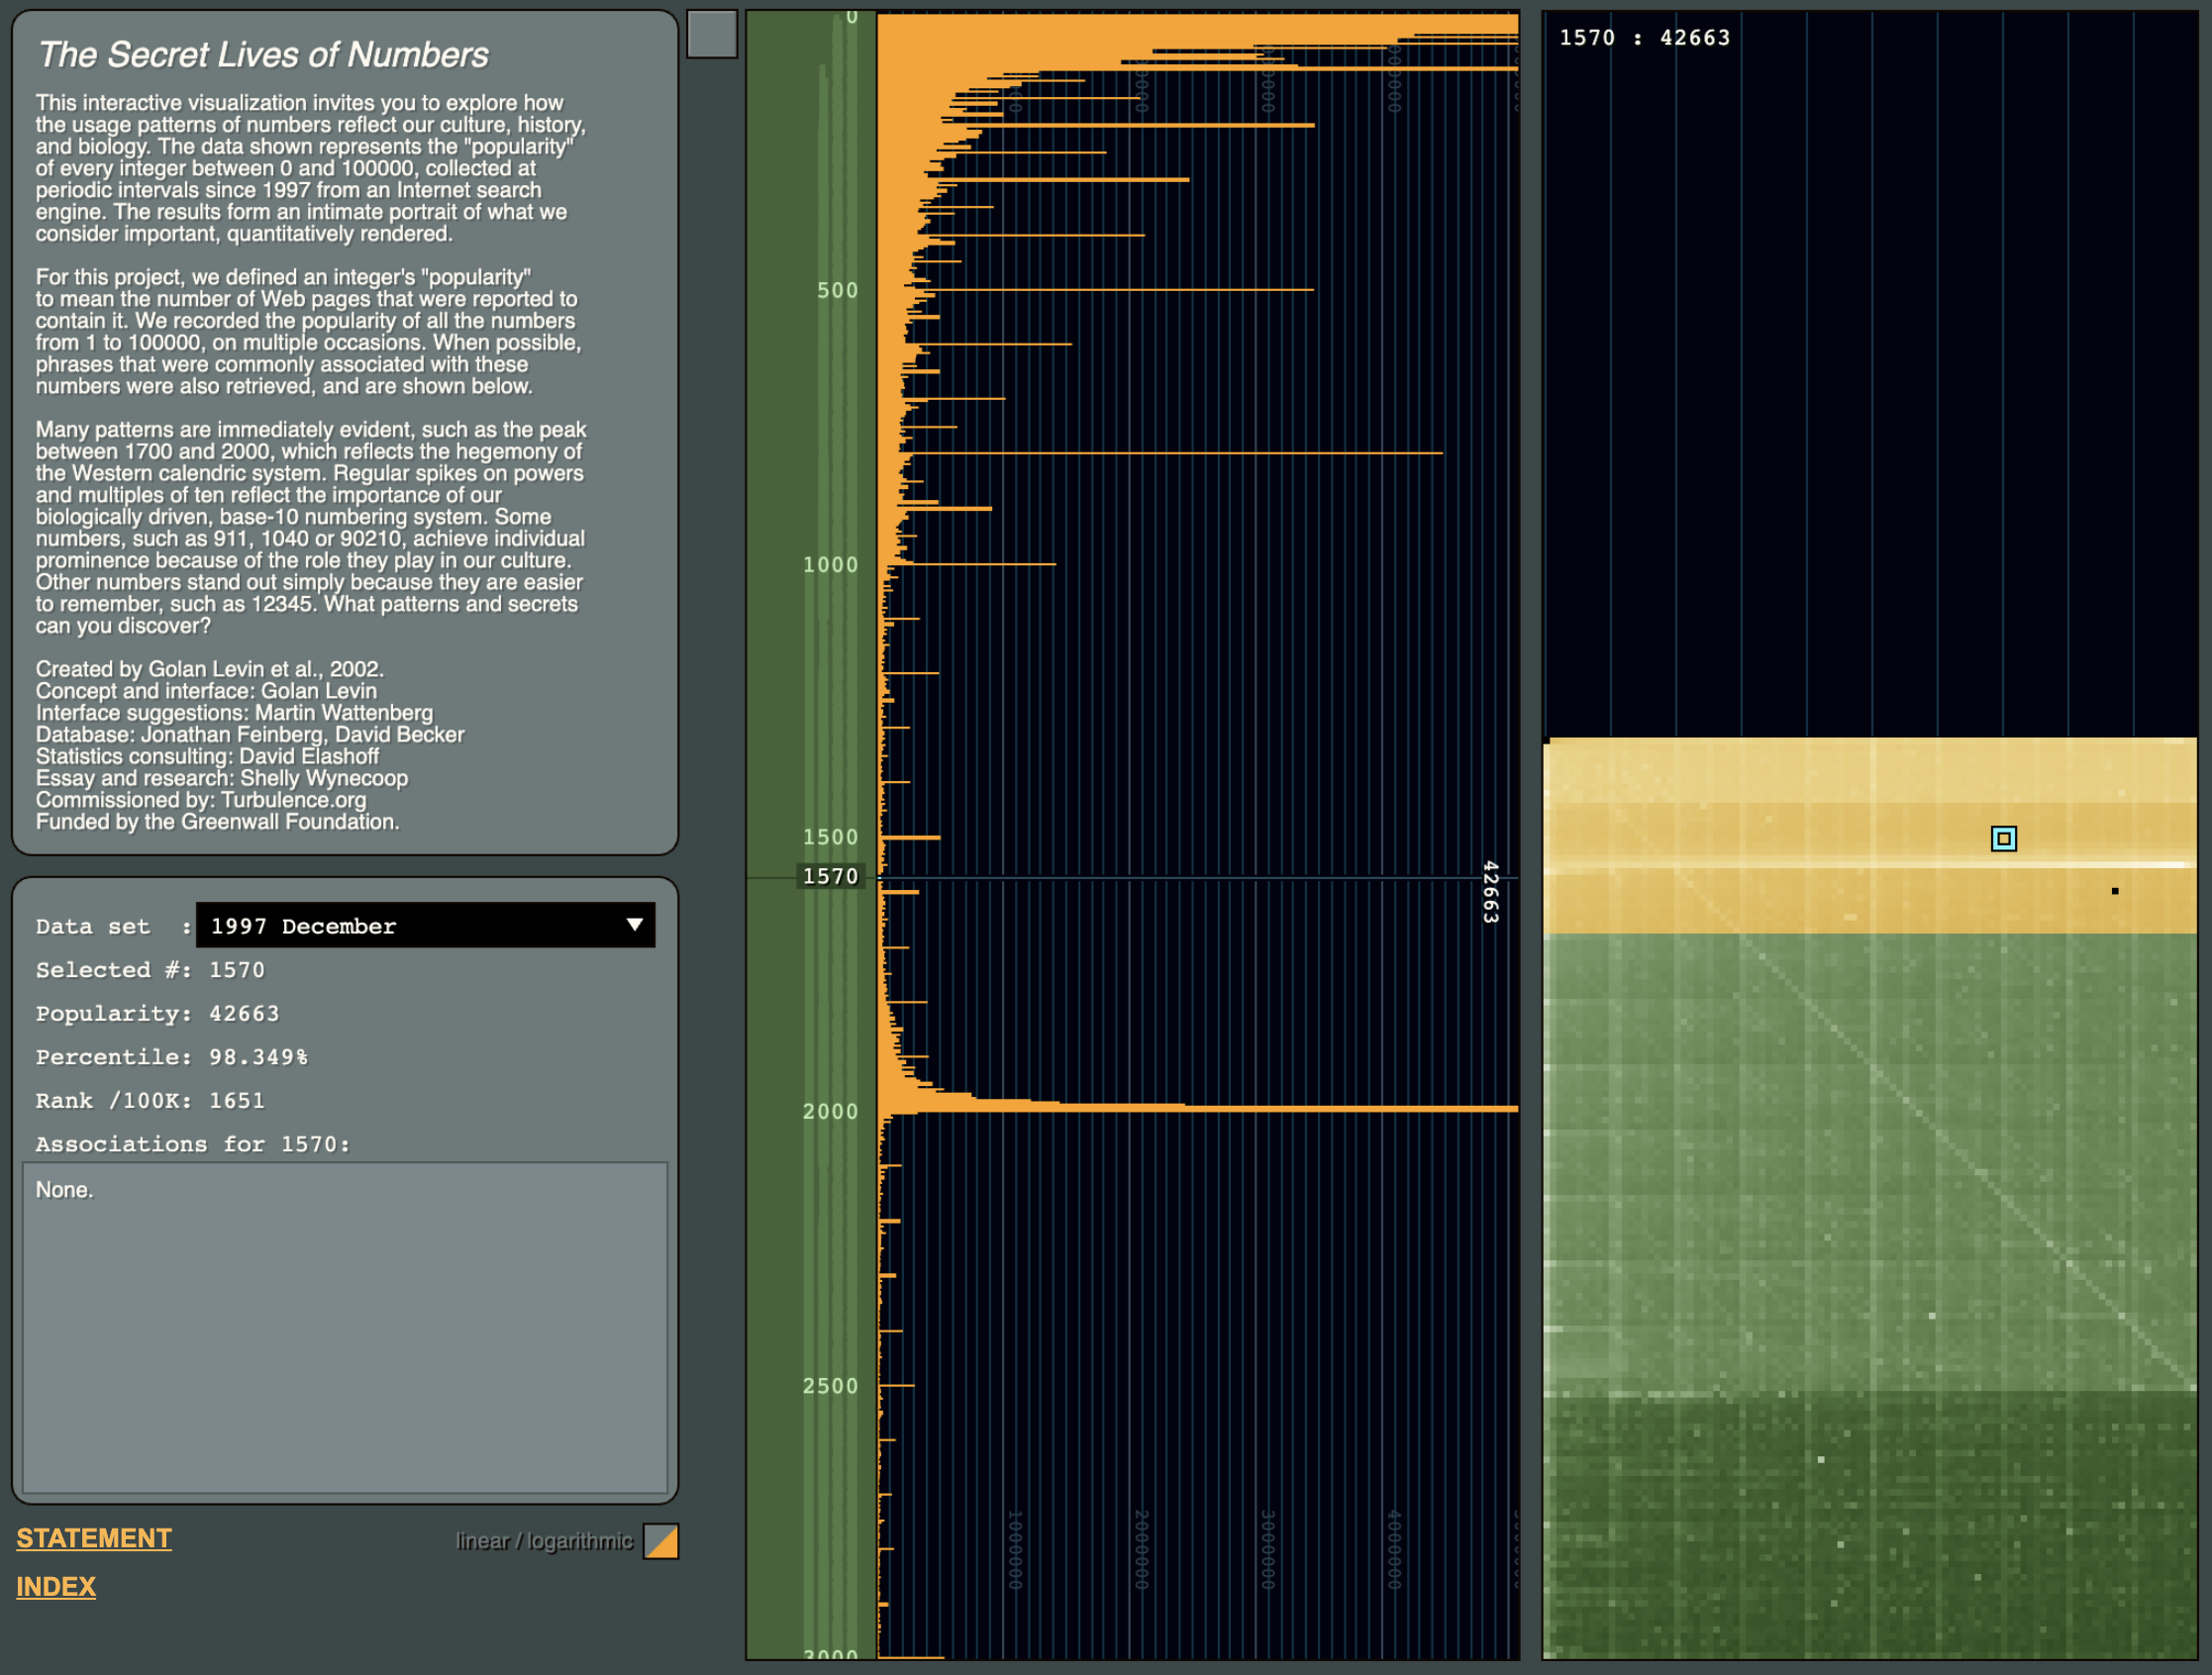 The Secret Lives of Numbers
This interactive visualization invites you to explore how
the usage patterns of numbers reflect our culture, history,
and biology. The data shown represents the "popularity"
of every integer between 0 and 100000, collected at
periodic intervals since 1997 from an Internet search
engine. The results form an intimate portrait of what we
consider important, quantitatively rendered.
For this project, we defined an integer's "popularity"
to mean the number of Web pages that were reported to
contain it. We recorded the popularity of all the numbers
from 1 to 100000, on multiple occasions. When possible,
phrases that were commonly associated with these
numbers were also retrieved, and are shown below.
Many patterns are immediately evident, such as the peak
between 1700 and 2000, which reflects the hegemony of
the Western calendric system. Regular spikes on powers
and multiples of ten reflect the importance of our
biologically driven, base-10 numbering system. Some
numbers, such as 911, 1040 or 90210, achieve individual
prominence because of the role they play in our culture.
Other numbers stand out simply because they are easier
to remember, such as 12345. What patterns and secrets
can you discover?
Created by Golan Levin et al., 2002.
Concept and interface: Golan Levin
Interface suggestions: Martin Wattenberg
Database: Jonathan Feinberg, David Becker
Statistics consulting: David Elashoff
Essay and research: Shelly Wynecoop
Commissioned by: Turbulence.org
Funded by the Greenwall Foundation.
Data set : 1997 December
Selected #: 1570
Popularity: 42663
Percentile: 98.349%
Rank /100K: 1651
Associations for 1570:
None.
STATEMENT
linear / logarithmic
INDEX
0
500
1000
1500
1570
2000
2500
3000
42663
1000000
2000000
3000000
4000000
1570 : 42663